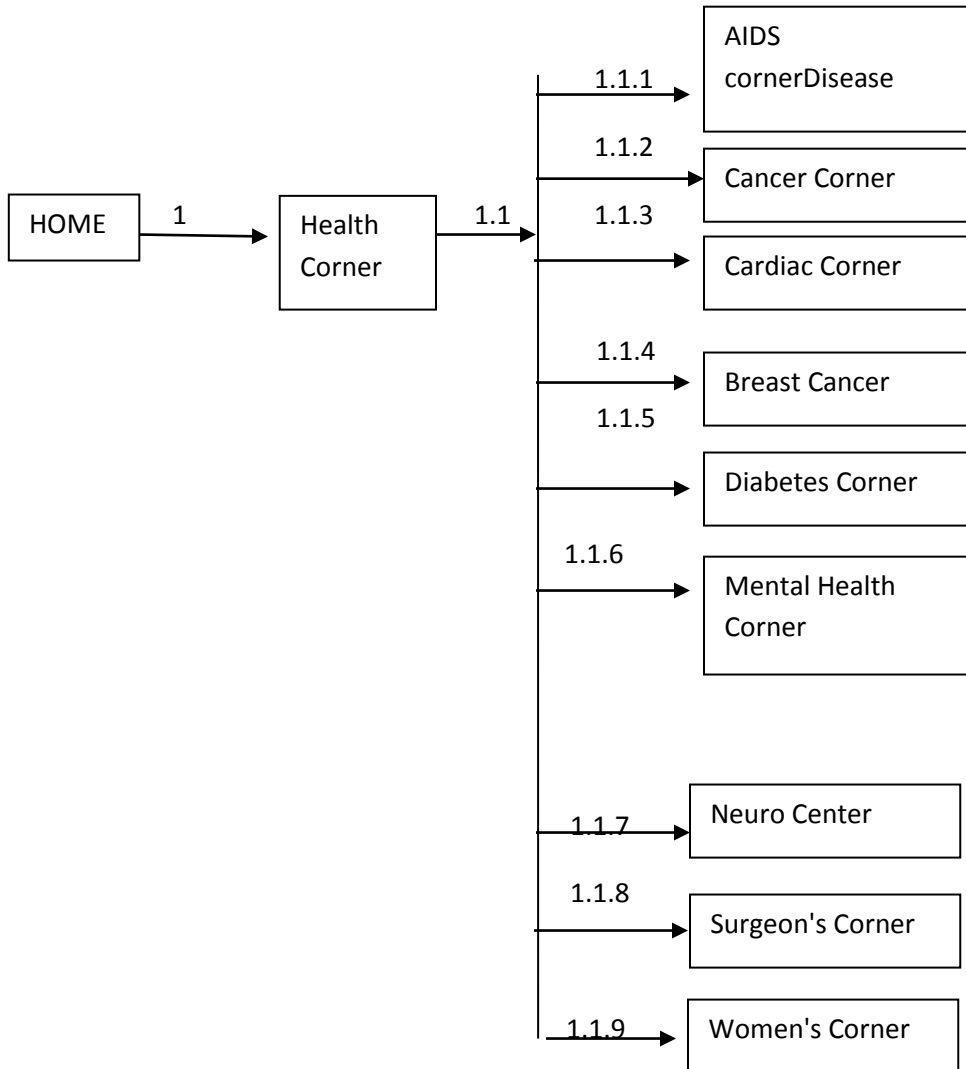 AIDS
cornerDisease
1.1.1
1.1.2
Cancer Corner
HOME
1
Health
Corner
1.1
1.1.3
Cardiac Corner
1.1.4
Breast Cancer
1.1.5
Diabetes Corner
1.1.6
Mental Health
Corner
1.1.7
Neuro Center
1.1.8
Surgeon's Corner
1.1.9
Women's Corner